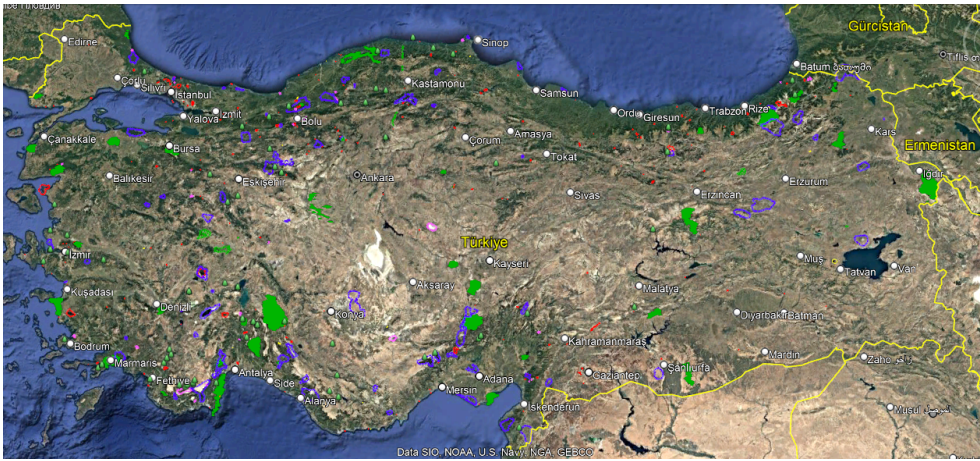 Edirne
Gürcistan
Sinop
Tiflis
Batum ბათუმი
Çorlu
Silivri
İstanbul
Kastamonu
Samsun
Yalova
İzmit
Bolu
Ordu
Giresun
Trabzon
Rize
Çanakkale
Bursa
Çorum
Amasya
Kars
Ermenistan
Tokat
Balıkesir
Eskişehir
Ankara
Sivas
Erzincan
Erzurum
Iğdır
Türkiye
İzmir
Kayseri
Muş
Tatvan
Van
Kuşadası
Denizli
Konya
Aksaray
Malatya
Diyarbakır
Batman
Bodrum
Marmaris
Fethiye
Antalya
Side
Alanya
Mersin
Adana
Kahramanmaraş
Gaziantep
Şanlıurfa
Mardin
Zaho زاخو
İskenderun
Musul الموصل
Data SIO, NOAA, U.S. Navy, NGA, GEBCO